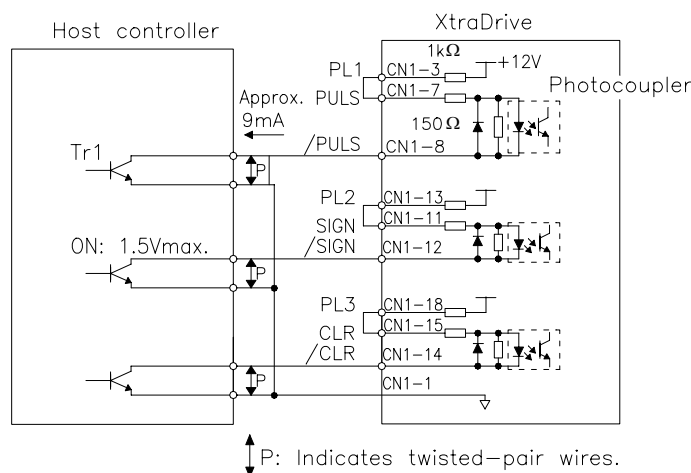 Host controller
XtraDrive
1kΩ
+12V
PL1
CN1-3
CN1-7
Photocoupler
Approx.
9mA
PULS
150Ω
/PULS
CN1-8
Tr1
P
PL2
CN1-13
CN1-11
SIGN
ON: 1.5Vmax.
/SIGN
CN1-12
P
PL3
CN1-18
CN1-15
CLR
/CLR
CN1-14
P
CN1-1
P: Indicates twisted-pair wires.